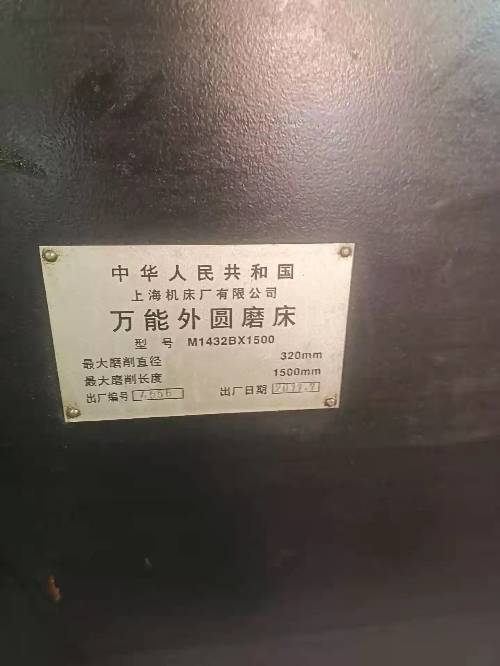 中华人民共和国
上海机床厂有限公司
万能外圆磨床
型 号 M1432BX1500
最大磨削直径 320mm
最大磨削长度 1500mm
出厂编号
出厂日期